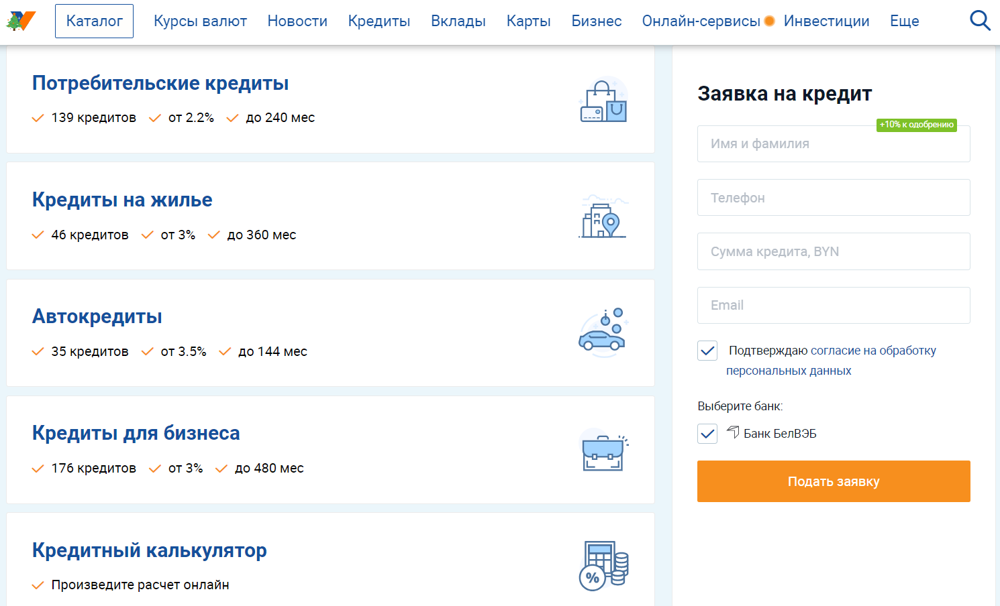 Каталог Курсы валют Новости Кредиты Вклады Карты Бизнес Онлайн-сервисы Инвестиции Еще
Потребительские кредиты
139 кредитов от 2.2% до 240 мес
Кредиты на жилье
46 кредитов от 3% до 360 мес
Автокредиты
35 кредитов от 3.5% до 144 мес
Кредиты для бизнеса
176 кредитов от 3% до 480 мес
Кредитный калькулятор
%
Произведите расчет онлайн
Заявка на кредит
+10% к одобрению
Имя и фамилия
Телефон
Сумма кредита, BYN
Email
Подтверждаю согласие на обработку
персональных данных
Выберите банк:
Банк БелВЭБ
Подать заявку